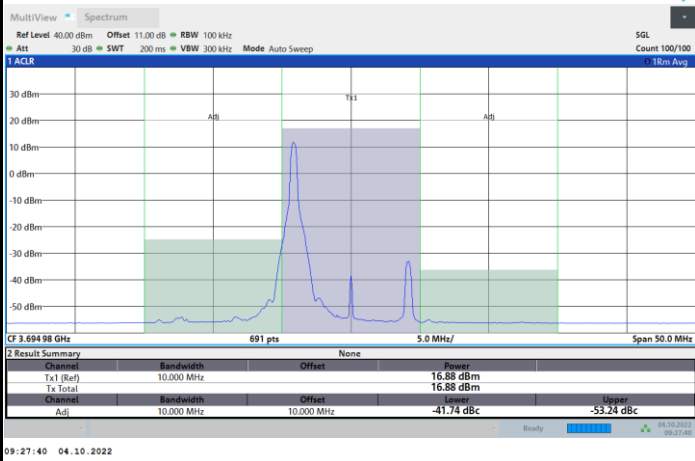 MultiView Spectrum
Ref Level 40.00 dBm Offset 11.00 dB RBW 100 kHz SGL
Att 30 dB SWT 200 ms VBW 300 kHz Mode Auto Sweep Count 100/100
1 ACLR 1Rm Avg
30 dBm
Tx1
20 dBm Adj Adj
10 dBm
0 dBm
-10 dBm
-20 dBm
-30 dBm
-40 dBm
-50 dBm
CF 3.694 98 GHz 691 pts 5.0 MHz/ Span 50.0 MHz
2 Result Summary None
Channel Bandwidth Offset Power
Tx1 (Ref) 10.000 MHz 16.88 dBm
Tx Total 16.88 dBm
Channel Bandwidth Offset Lower Upper
Adj 10.000 MHz 10.000 MHz -41.74 dBc -53.24 dBc
Ready 04.10.2022
09:27:40
09:27:40 04.10.2022